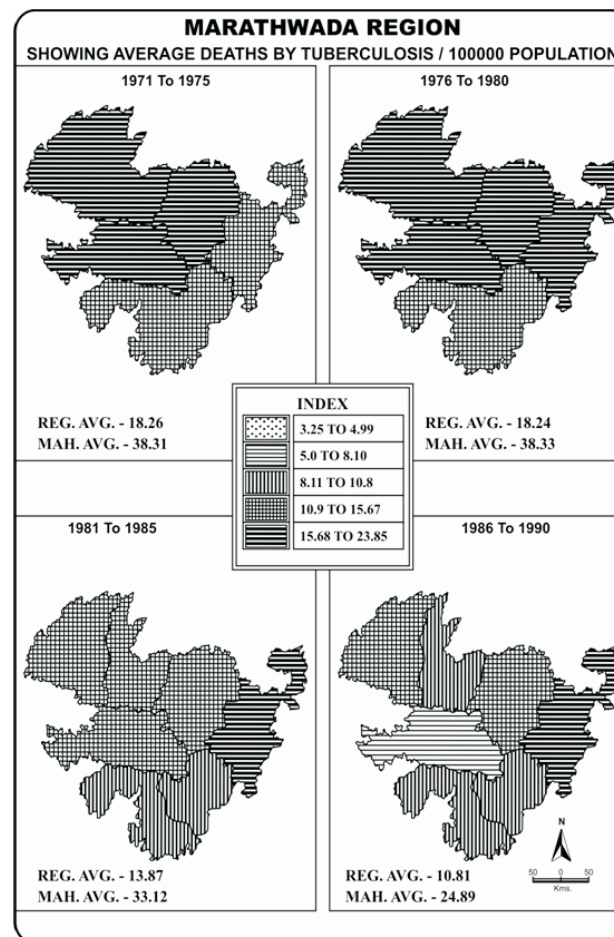 MARATHWADA REGION
SHOWING AVERAGE DEATHS BY TUBERCULOSIS / 100000 POPULATION
1971 To 1975
1976 To 1980
REG. AVG. - 18.26
MAH. AVG. - 38.31
REG. AVG. - 18.24
MAH. AVG. - 38.33
INDEX
3.25 TO 4.99
5.0 TO 8.10
8.11 TO 10.8
10.9 TO 15.67
15.68 TO 23.85
1981 To 1985
1986 To 1990
REG. AVG. - 13.87
MAH. AVG. - 33.12
REG. AVG. - 10.81
MAH. AVG. - 24.89
N
50 0 50
Kms.